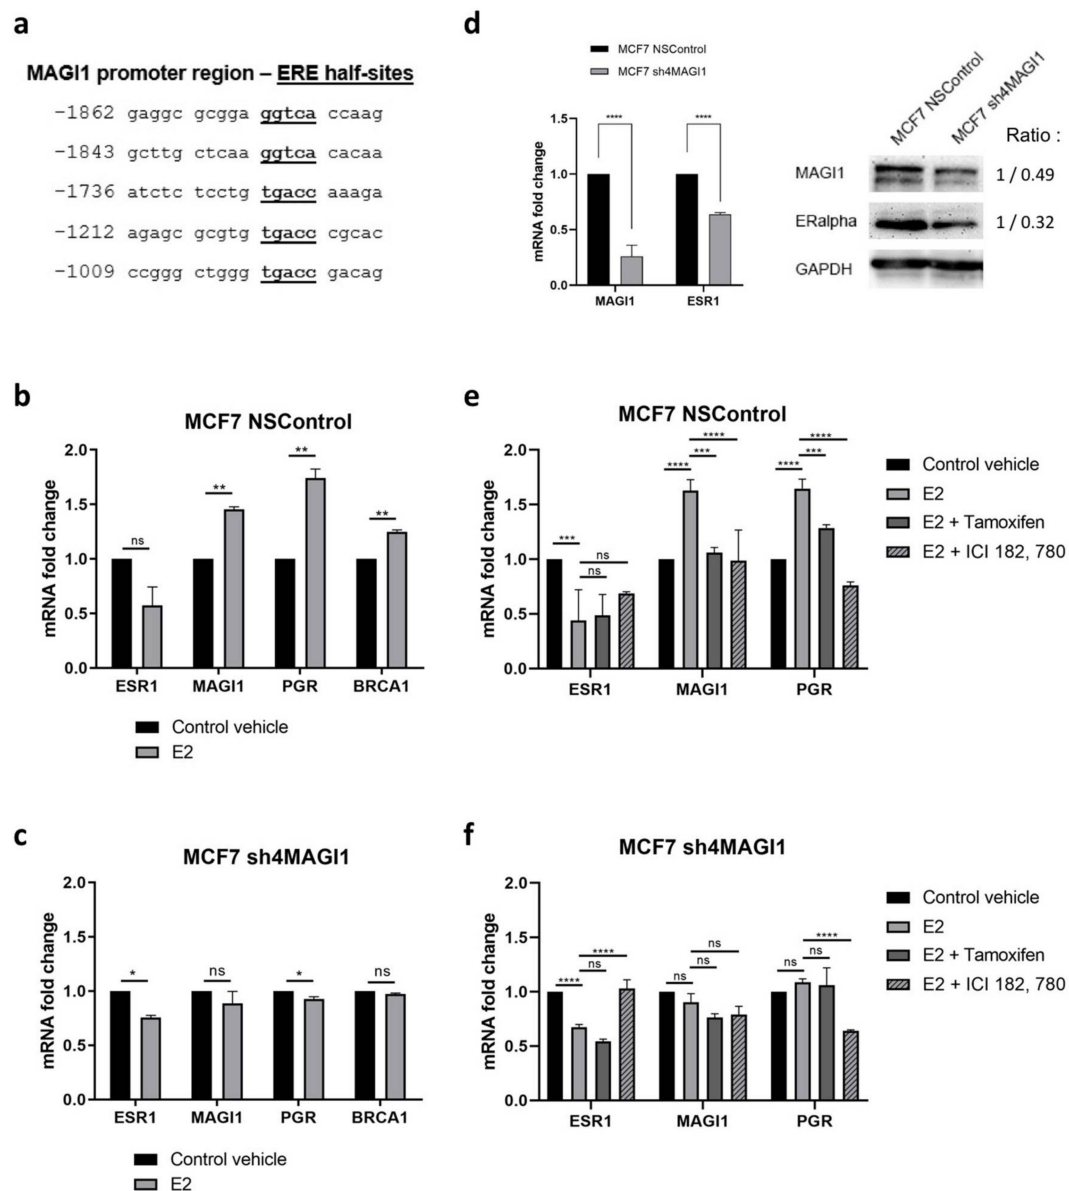 a
MAGI1 promoter region – ERE half-sites
-1862 gaggc gcgga ggtca ccaag
-1843 gcttg ctcaa ggtca cacaa
-1736 atctc tcctg tgacc aaaga
-1212 agagc gcgtg tgacc cgcac
-1009 ccggg ctggg tgacc gacag
d
MCF7 NSControl
MCF7 sh4MAGI1
mRNA fold change
1.5
1.0
0.5
0.0
**** ****
MAGI1 ESR1
MCF7 NSControl
MCF7 sh4MAGI1
Ratio :
MAGI1 1 / 0.49
ERalpha 1 / 0.32
GAPDH
b
MCF7 NSControl
mRNA fold change
2.0
1.5
1.0
0.5
0.0
ns ** ** **
ESR1 MAGI1 PGR BRCA1
Control vehicle
E2
e
MCF7 NSControl
mRNA fold change
2.0
1.5
1.0
0.5
0.0
*** ns ns
**** *** ****
**** *** ****
ESR1 MAGI1 PGR
Control vehicle
E2
E2 + Tamoxifen
E2 + ICI 182, 780
c
MCF7 sh4MAGI1
mRNA fold change
2.0
1.5
1.0
0.5
0.0
* ns * ns
ESR1 MAGI1 PGR BRCA1
Control vehicle
E2
f
MCF7 sh4MAGI1
mRNA fold change
2.0
1.5
1.0
0.5
0.0
**** ns ****
ns ns ns
ns ns ****
ESR1 MAGI1 PGR
Control vehicle
E2
E2 + Tamoxifen
E2 + ICI 182, 780